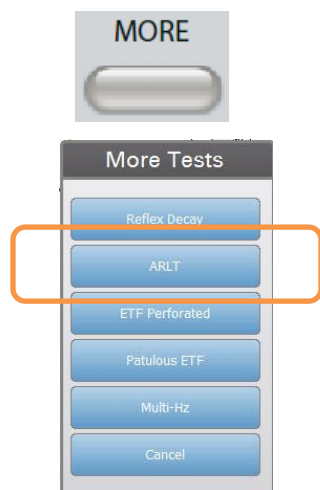 MORE
More Tests
Reflex Decay
ARLT
ETF Perforated
Patulous ETF
Multi-Hz
Cancel